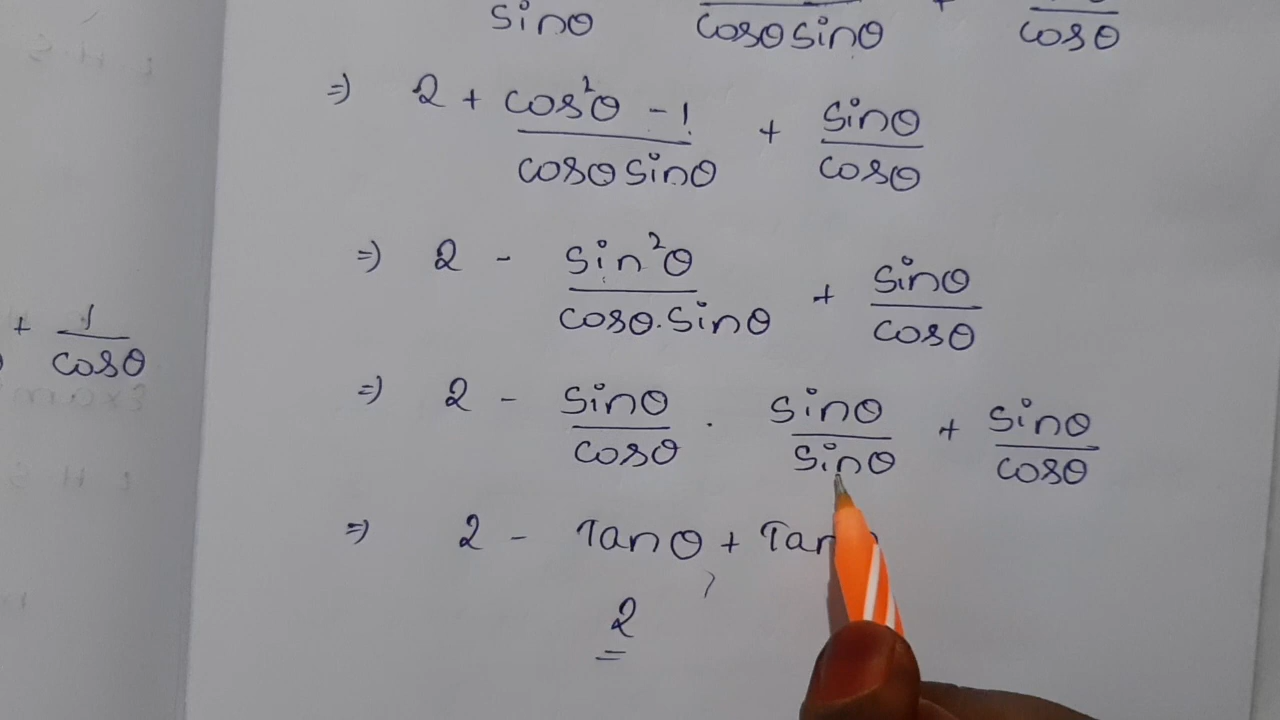 sinθ cosθ sinθ + cosθ
⇒ 2 + cos²θ - 1 / cosθ sinθ + sinθ / cosθ
⇒ 2 - sin²θ / cosθ . sinθ + sinθ / cosθ
+ 1 / cosθ
⇒ 2 - sinθ / cosθ . sinθ / sinθ + sinθ / cosθ
⇒ 2 - Tanθ + Tan
2